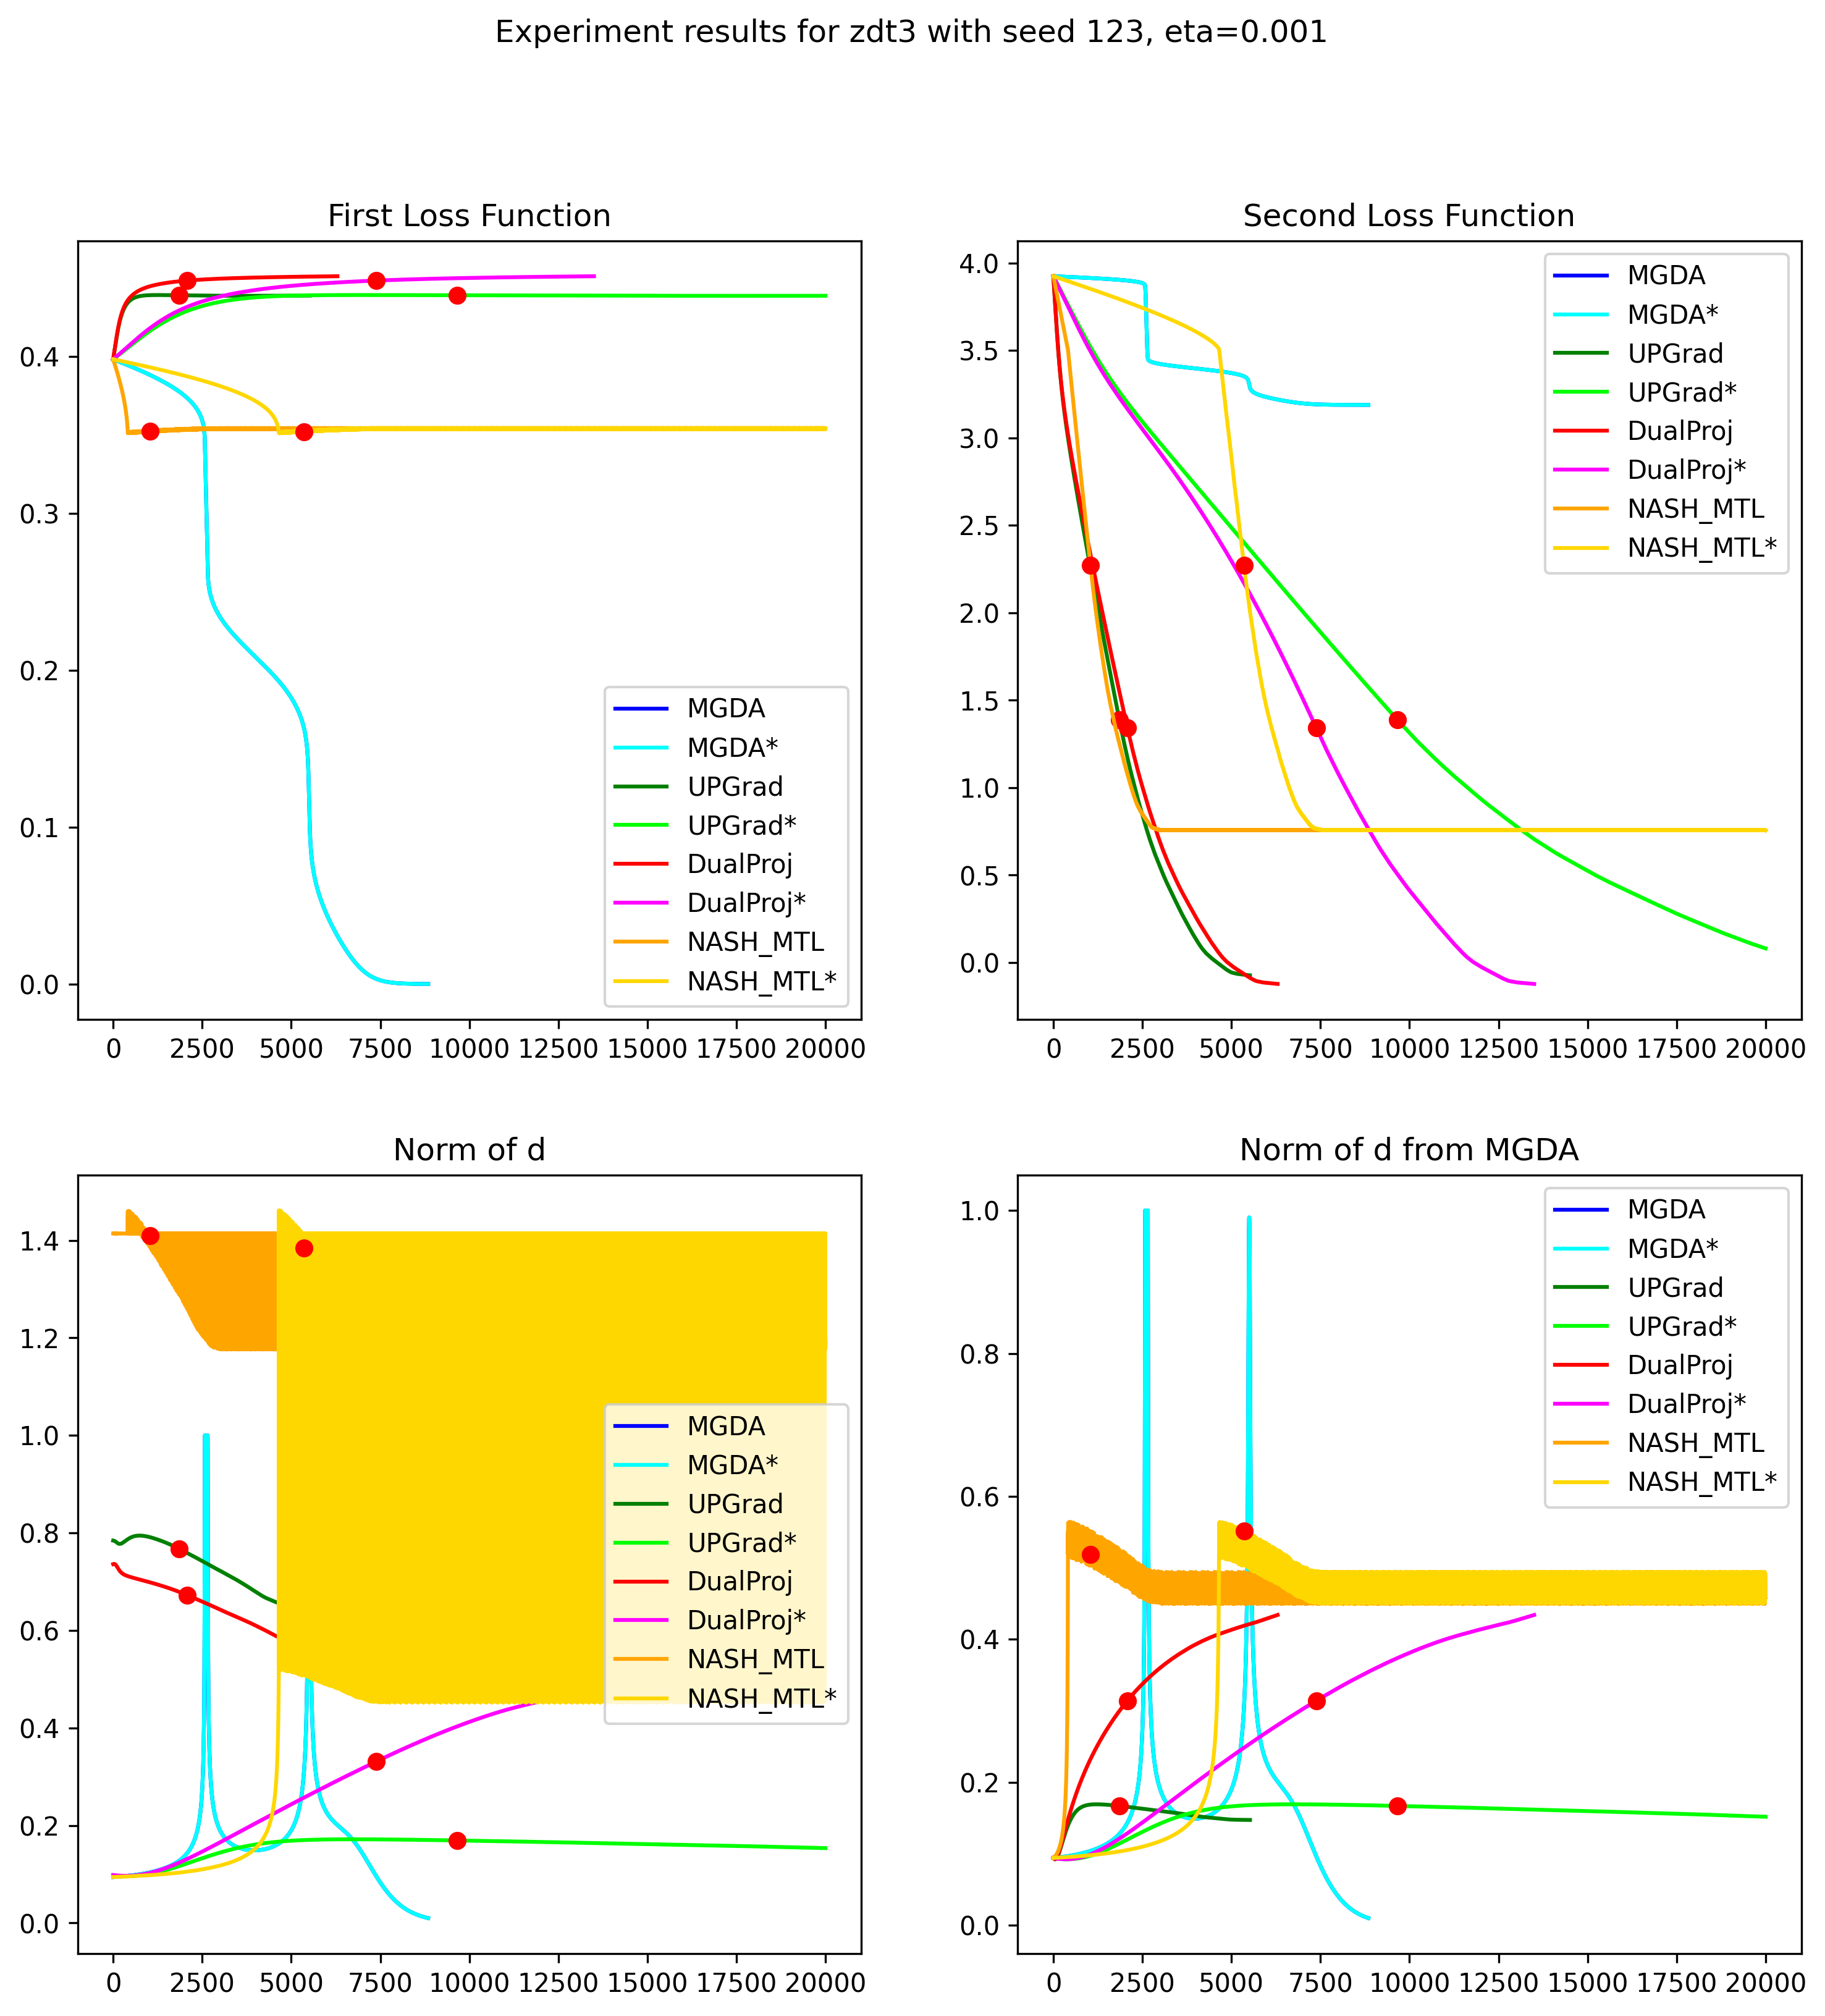 Experiment results for zdt3 with seed 123, eta=0.001
First Loss Function
0.4
0.3
0.2
0.1
0.0
0 2500 5000 7500 10000 12500 15000 17500 20000
MGDA
MGDA*
UPGrad
UPGrad*
DualProj
DualProj*
NASH_MTL
NASH_MTL*
Second Loss Function
4.0
3.5
3.0
2.5
2.0
1.5
1.0
0.5
0.0
0 2500 5000 7500 10000 12500 15000 17500 20000
MGDA
MGDA*
UPGrad
UPGrad*
DualProj
DualProj*
NASH_MTL
NASH_MTL*
Norm of d
1.4
1.2
1.0
0.8
0.6
0.4
0.2
0.0
0 2500 5000 7500 10000 12500 15000 17500 20000
MGDA
MGDA*
UPGrad
UPGrad*
DualProj
DualProj*
NASH_MTL
NASH_MTL*
Norm of d from MGDA
1.0
0.8
0.6
0.4
0.2
0.0
0 2500 5000 7500 10000 12500 15000 17500 20000
MGDA
MGDA*
UPGrad
UPGrad*
DualProj
DualProj*
NASH_MTL
NASH_MTL*